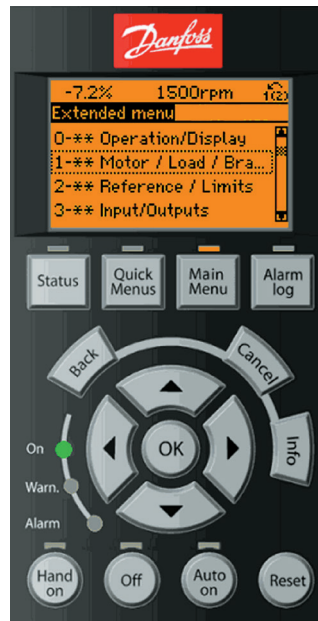 Danfoss
-7.2% 1500rpm 1(2)
Extended menu
0-** Operation/Display
1-** Motor / Load / Bra...
2-** Reference / Limits
3-** Input/Outputs
Status
Quick Menus
Main Menu
Alarm log
Back
Cancel
Info
OK
On
Warn.
Alarm
Hand on
Off
Auto on
Reset